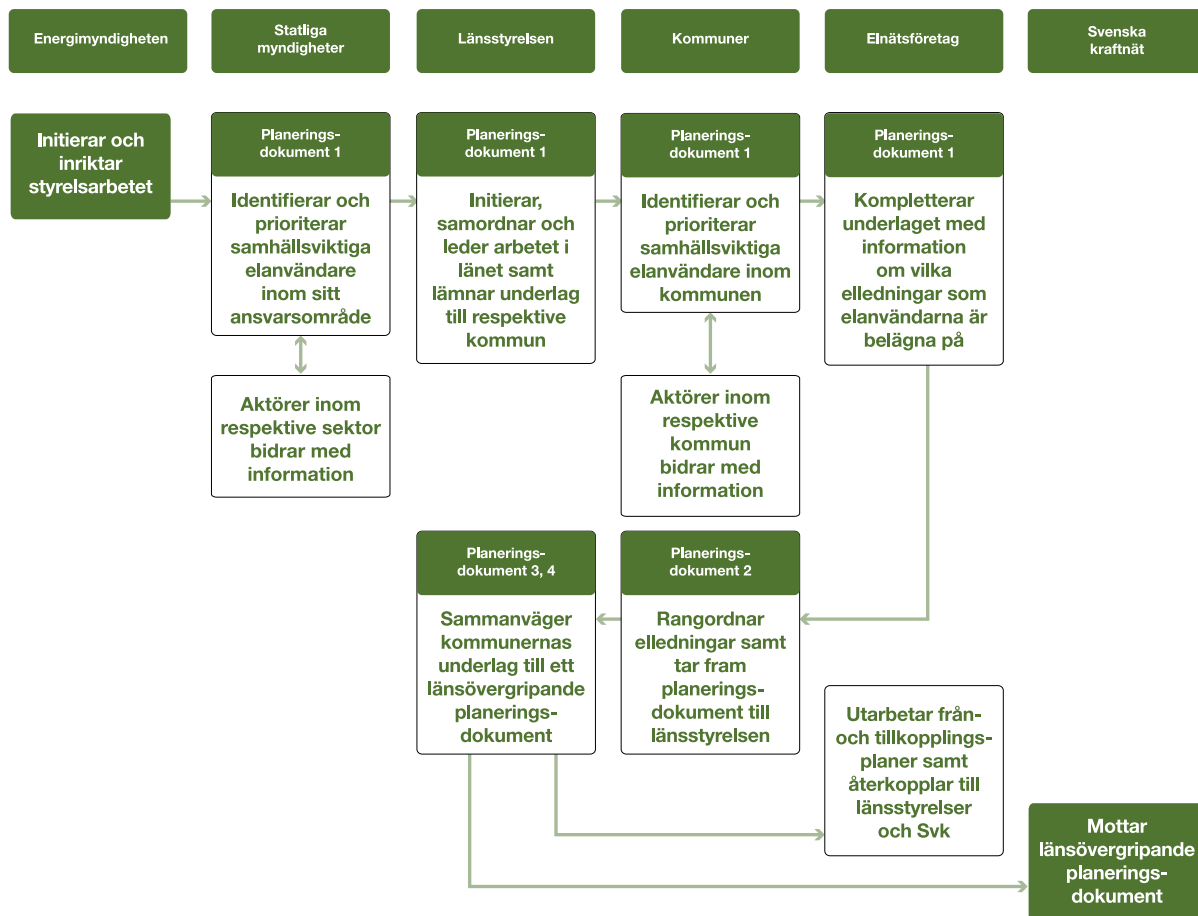 Energimyndigheten
Statliga
myndigheter
Länsstyrelsen
Kommuner
Elnätsföretag
Svenska
kraftnät
Initierar och
inriktar
styrelsarbetet
Planerings-
dokument 1
Identifierar och
prioriterar
samhällsviktiga
elanvändare
inom sitt
ansvarsområde
Planerings-
dokument 1
Initierar,
samordnar och
leder arbetet i
länet samt
lämnar underlag
till respektive
kommun
Planerings-
dokument 1
Identifierar och
prioriterar
samhällsviktiga
elanvändare inom
kommunen
Planerings-
dokument 1
Kompletterar
underlaget med
information
om vilka
elledningar som
elanvändarna är
belägna på
Aktörer inom
respektive sektor
bidrar med
information
Aktörer inom
respektive
kommun
bidrar med
information
Planerings-
dokument 3, 4
Sammanväger
kommunernas
underlag till ett
länsövergripande
planerings-
dokument
Planerings-
dokument 2
Rangordnar
elledningar samt
tar fram
planerings-
dokument till
länsstyrelsen
Utarbetar från-
och tillkopplings-
planer samt
återkopplar till
länsstyrelser
och Svk
Mottar
länsövergripande
planerings-
dokument